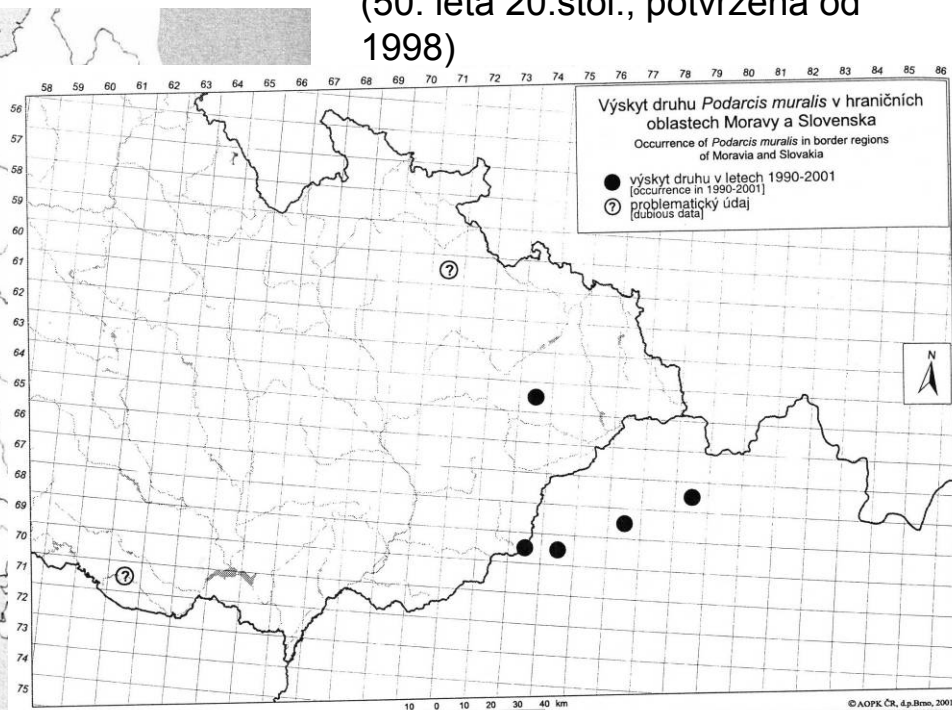 (50. léta 20.stol., potvrzena od
1998)
58 59 60 61 62 63 64 65 66 67 68 69 70 71 72 73 74 75 76 77 78 79 80 81 82 83 84 85 86
56
57
58
59
60
61
62
63
64
65
66
67
68
69
70
71
72
73
74
75
Výskyt druhu Podarcis muralis v hraničních
oblastech Moravy a Slovenska
Occurrence of Podarcis muralis in border regions
of Moravia and Slovakia
výskyt druhu v letech 1990-2001
[occurrence in 1990-2001]
? problematický údaj
[dubious data]
?
N
?
10 0 10 20 30 40 km
© AOPK ČR, d.p.Brno, 2001